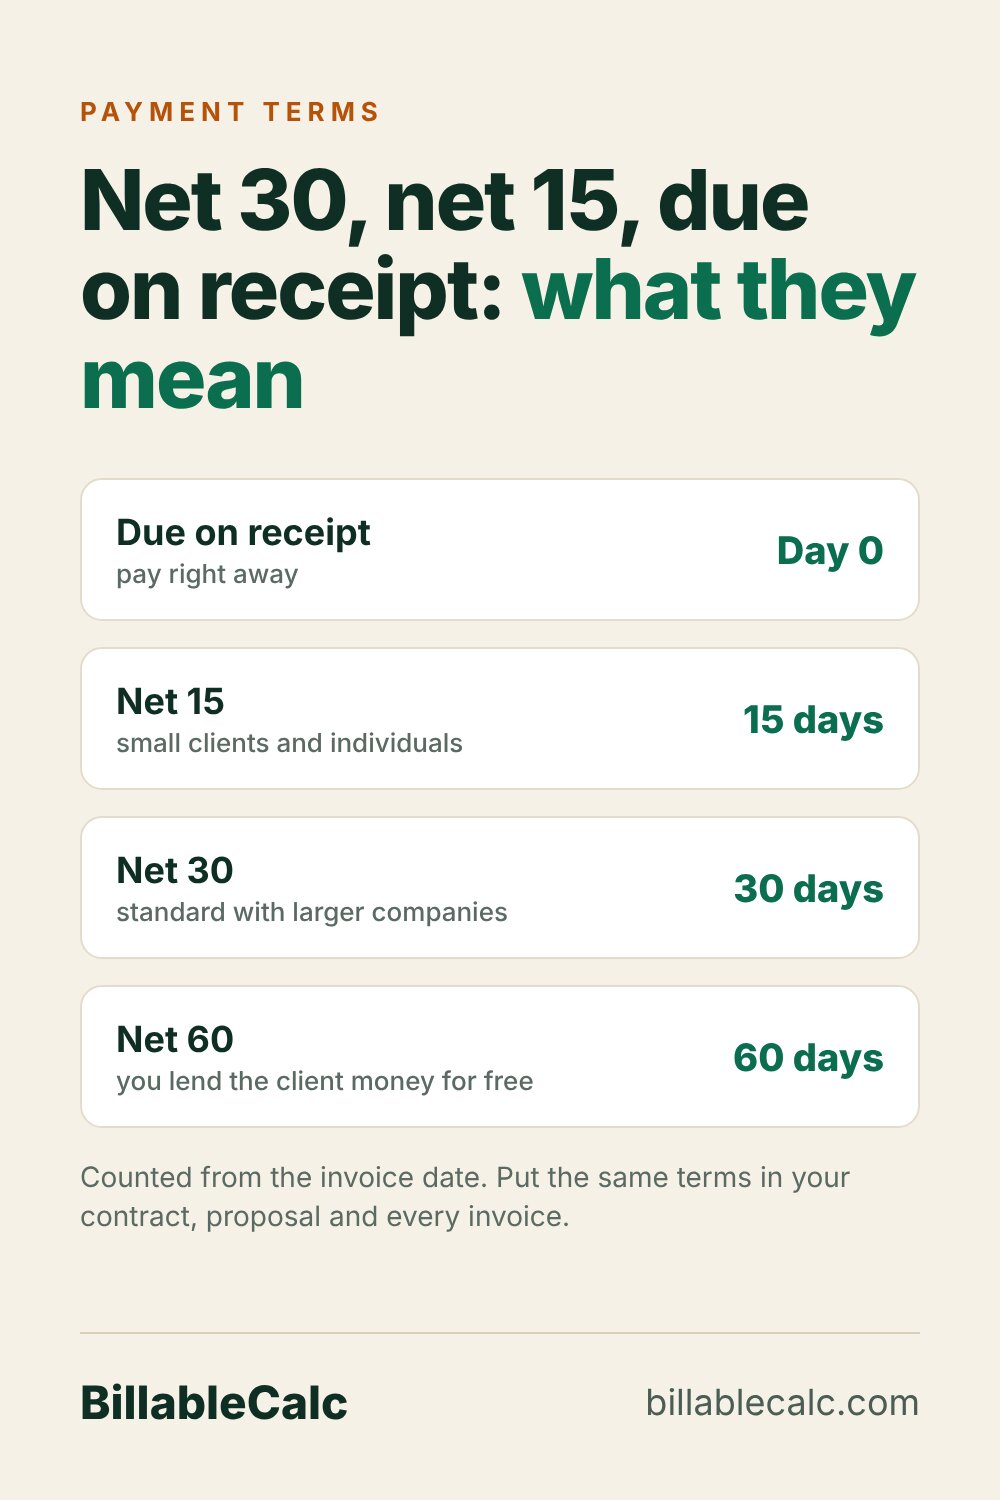 PAYMENT TERMS
Net 30, net 15, due
on receipt: what they
mean
Due on receipt
pay right away
Day 0
Net 15
small clients and individuals
15 days
Net 30
standard with larger companies
30 days
Net 60
you lend the client money for free
60 days
Counted from the invoice date. Put the same terms in your
contract, proposal and every invoice.
BillableCalc
billablecalc.com